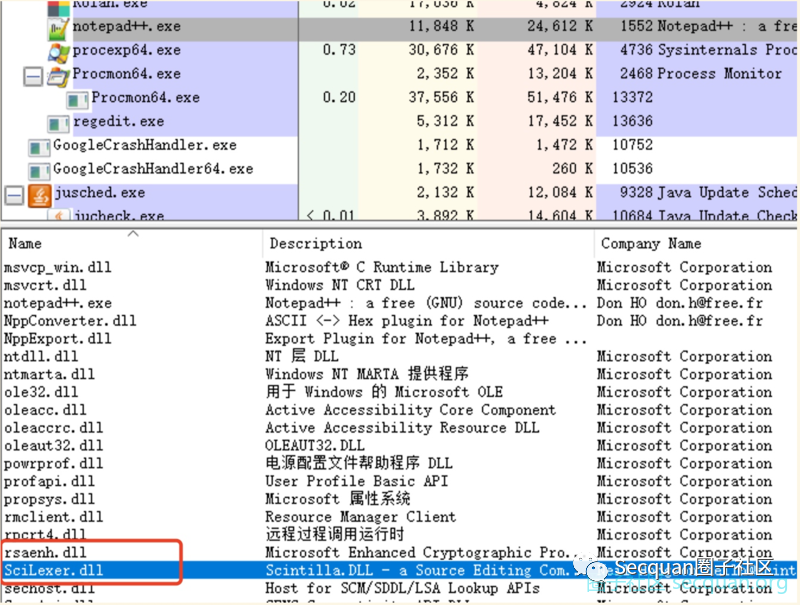 Rolan.exe 0.02 17,036 K 4,824 K 2924 Rolan
notepad++.exe 11,848 K 24,612 K 1552 Notepad++ : a fre
procexp64.exe 0.73 30,676 K 47,104 K 4736 Sysinternals Proc
Procmon64.exe 2,352 K 13,204 K 2468 Process Monitor
Procmon64.exe 0.20 37,556 K 51,476 K 13372
regedit.exe 5,312 K 17,452 K 13636
GoogleCrashHandler.exe 1,712 K 1,472 K 10752
GoogleCrashHandler64.exe 1,732 K 260 K 10536
jusched.exe 2,132 K 12,084 K 9328 Java Update Sched
jucheck.exe < 0.01 3,892 K 14,604 K 10684 Java Update Check
Name Description Company Name
msvcp_win.dll Microsoft® C Runtime Library Microsoft Corporation
msvcrt.dll Windows NT CRT DLL Microsoft Corporation
notepad++.exe Notepad++ : a free (GNU) source code... Don HO don.h@free.fr
NppConverter.dll ASCII <-> Hex plugin for Notepad++ Don HO don.h@free.fr
NppExport.dll Export Plugin for Notepad++, a free ...
ntdll.dll NT 层 DLL Microsoft Corporation
ntmarta.dll Windows NT MARTA 提供程序 Microsoft Corporation
ole32.dll 用于 Windows 的 Microsoft OLE Microsoft Corporation
oleacc.dll Active Accessibility Core Component Microsoft Corporation
oleaccrc.dll Active Accessibility Resource DLL Microsoft Corporation
oleaut32.dll OLEAUT32.DLL Microsoft Corporation
powrprof.dll 电源配置文件帮助程序 DLL Microsoft Corporation
profapi.dll User Profile Basic API Microsoft Corporation
propsys.dll Microsoft 属性系统 Microsoft Corporation
rmclient.dll Resource Manager Client Microsoft Corporation
rpcrt4.dll 远程过程调用运行时 Microsoft Corporation
rsaenh.dll Microsoft Enhanced Cryptographic Pro... Microsoft Corporation
SciLexer.dll Scintilla.DLL - a Source Editing Com...
Secquan圈子社区
sechost.dll Host for SCM/SDDL/LSA Lookup APIs Microsoft Corporation